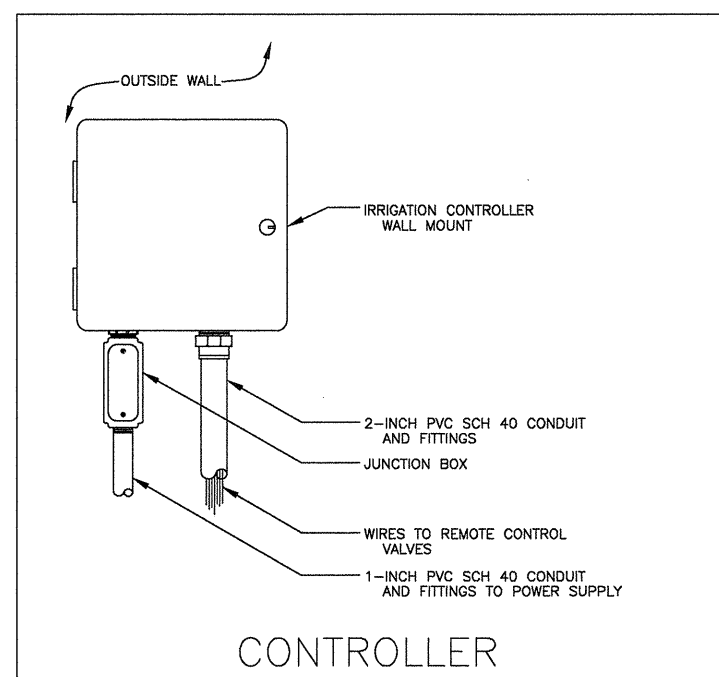 OUTSIDE WALL
IRRIGATION CONTROLLER
WALL MOUNT
2-INCH PVC SCH 40 CONDUIT
AND FITTINGS
JUNCTION BOX
WIRES TO REMOTE CONTROL
VALVES
1-INCH PVC SCH 40 CONDUIT
AND FITTINGS TO POWER SUPPLY
CONTROLLER